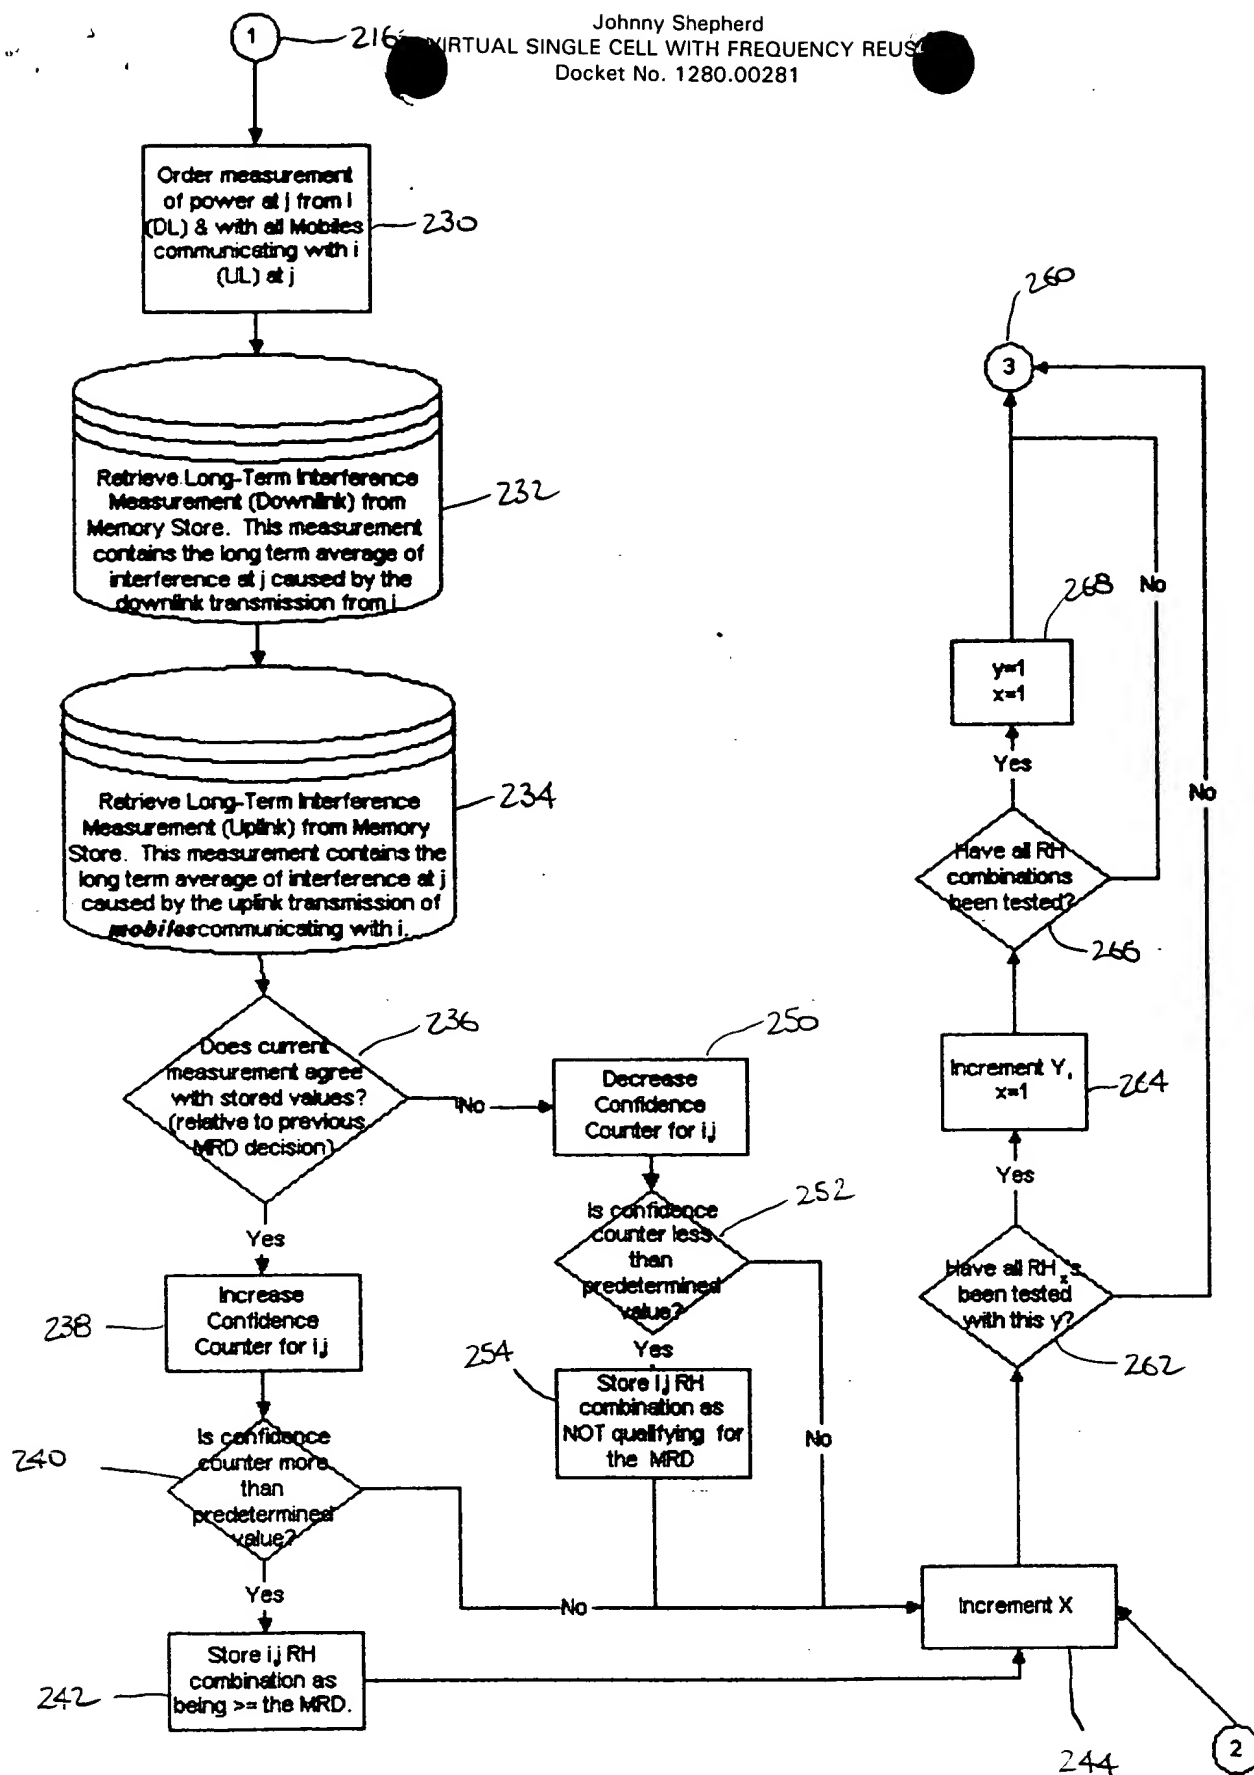 Johnny Shepherd
VIRTUAL SINGLE CELL WITH FREQUENCY REUS
Docket No. 1280.00281
1
216
Order measurement
of power at j from i
(DL) & with all Mobiles
communicating with i
(UL) at j
230
Retrieve Long-Term Interference
Measurement (Downlink) from
Memory Store. This measurement
contains the long term average of
interference at j caused by the
downlink transmission from i.
232
Retrieve Long-Term Interference
Measurement (Uplink) from Memory
Store. This measurement contains the
long term average of interference at j
caused by the uplink transmission of
mobiles communicating with i.
234
Does current
measurement agree
with stored values?
(relative to previous
MRD decision)
236
No
Yes
Increase
Confidence
Counter for i,j
238
Is confidence
counter more
than
predetermined
value?
240
Yes
No
Store i,j RH
combination as
being >= the MRD.
242
Decrease
Confidence
Counter for i,j
250
Is confidence
counter less
than
predetermined
value?
252
Yes
No
Store i,j RH
combination as
NOT qualifying for
the MRD
254
Increment X
244
2
Have all RHx's
been tested
with this y?
262
Yes
No
Increment Y,
x=1
264
Have all RH
combinations
been tested?
266
Yes
No
y=1
x=1
268
3
260